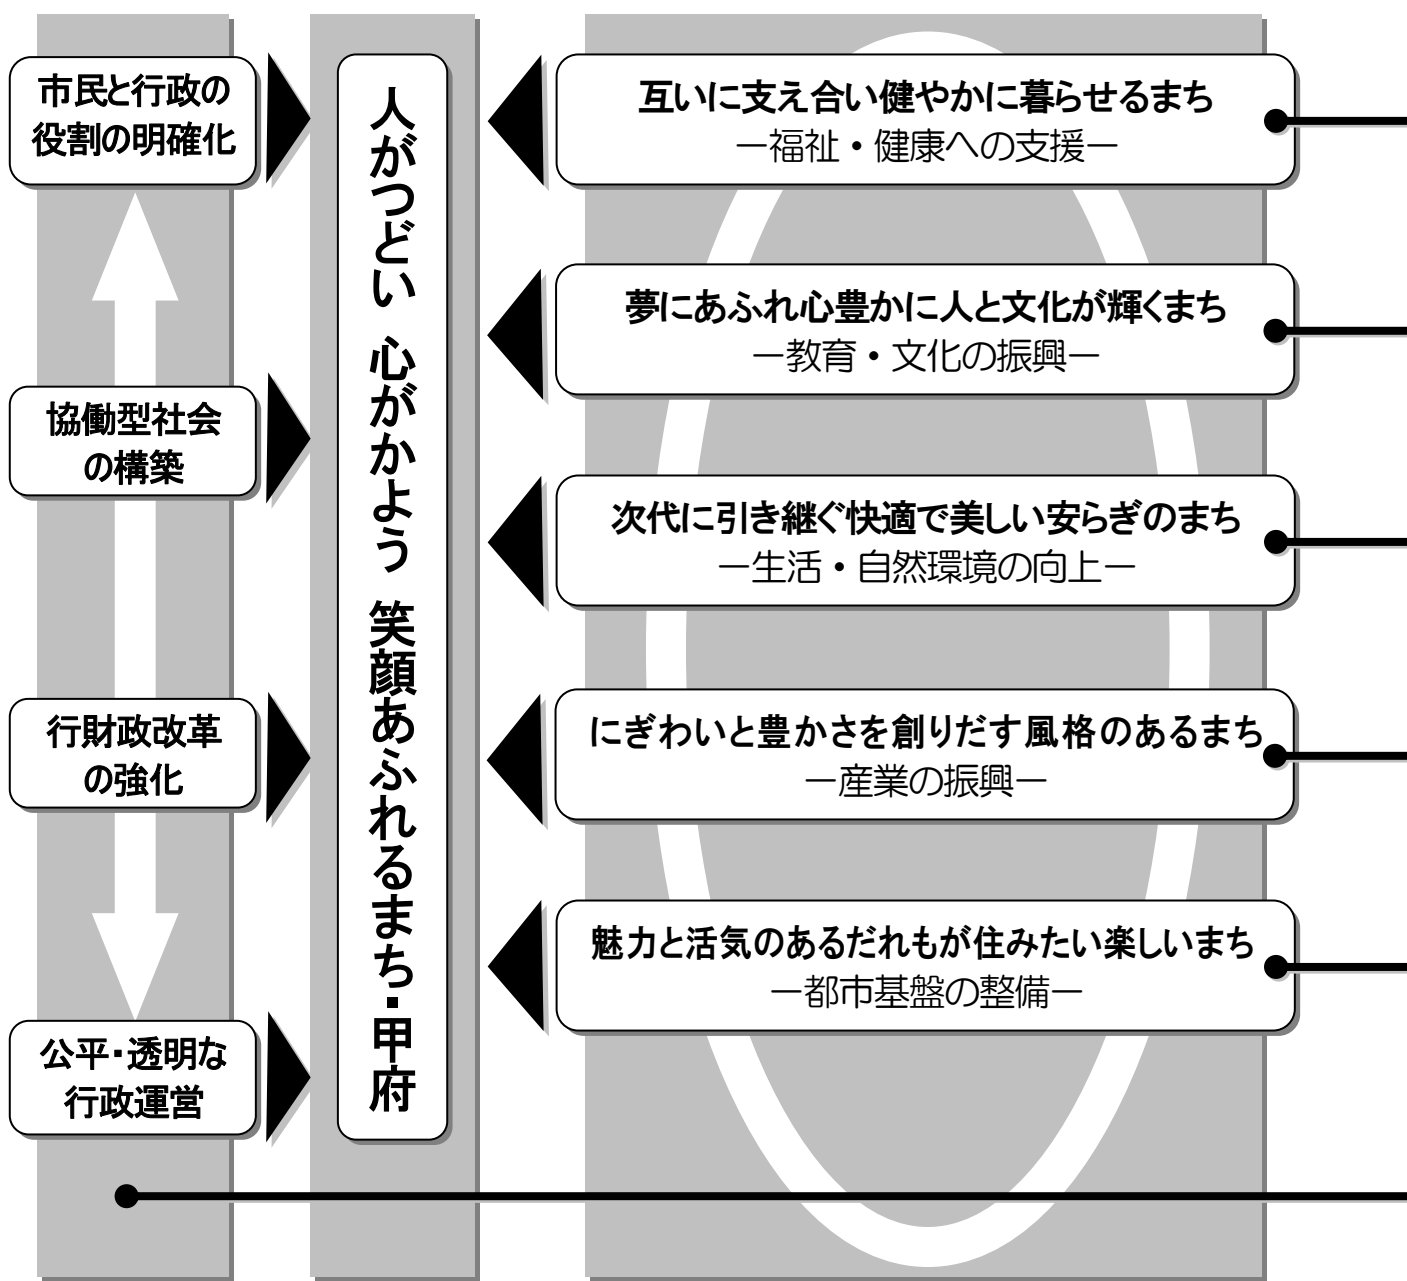 市民と行政の
役割の明確化
協働型社会
の構築
行財政改革
の強化
公平・透明な
行政運営
人がつどい 心がかよう 笑顔あふれるまち・甲府
互いに支え合い健やかに暮らせるまち
－福祉・健康への支援－
夢にあふれ心豊かに人と文化が輝くまち
－教育・文化の振興－
次代に引き継ぐ快適で美しい安らぎのまち
－生活・自然環境の向上－
にぎわいと豊かさを創りだす風格のあるまち
－産業の振興－
魅力と活気のあるだれもが住みたい楽しいまち
－都市基盤の整備－